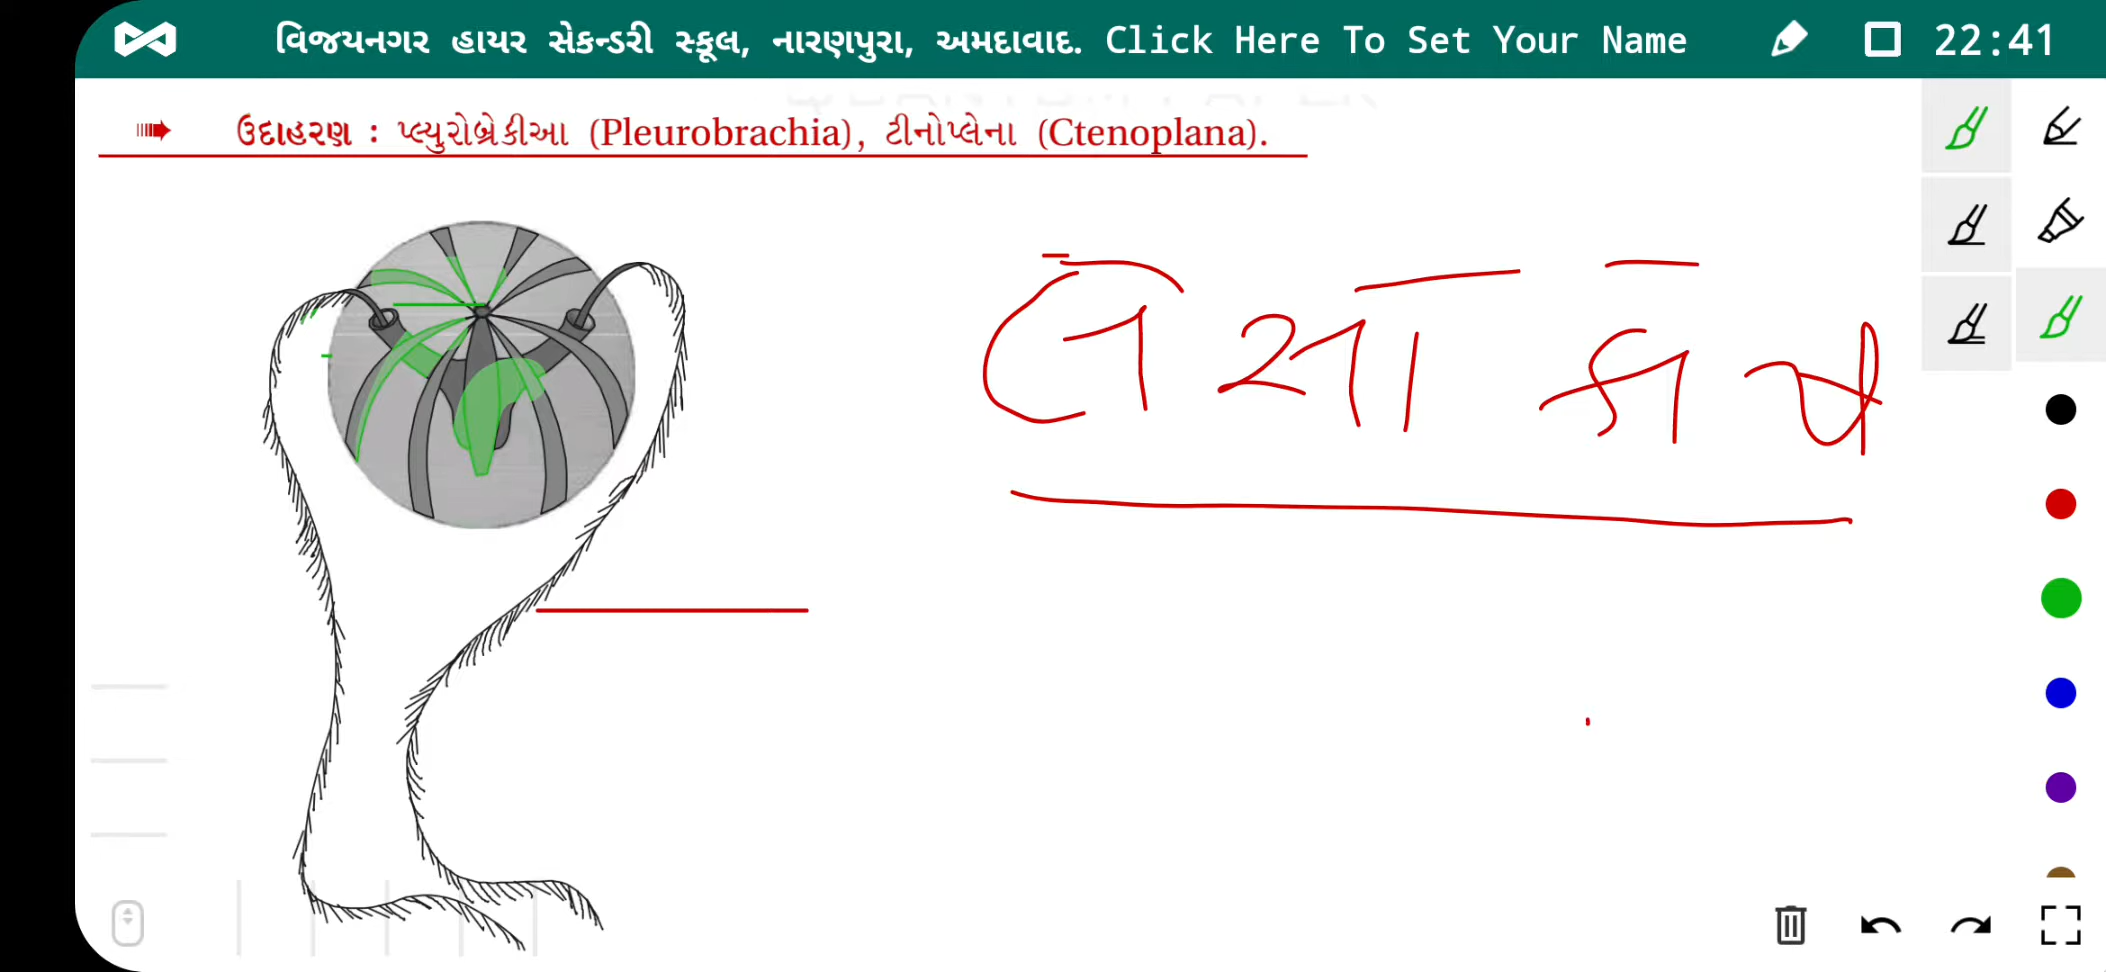 વિજયનગર હાયર સેકન્ડરી સ્કૂલ, નારણપુરા, અમદાવાદ. Click Here To Set Your Name 22:41
ઉદાહરણ : પ્લ્યુરોબ્રેકીઆ (Pleurobrachia), ટીનોપ્લેના (Ctenoplana).